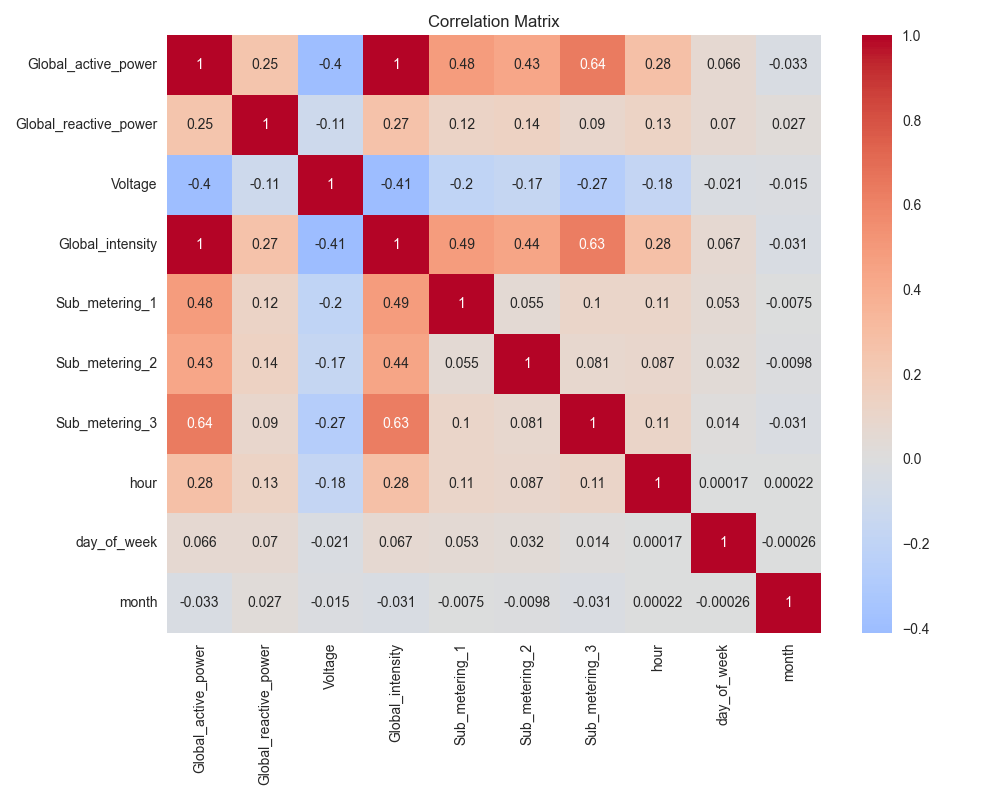 Correlation Matrix
Global_active_power 1 0.25 -0.4 1 0.48 0.43 0.64 0.28 0.066 -0.033
Global_reactive_power 0.25 1 -0.11 0.27 0.12 0.14 0.09 0.13 0.07 0.027
Voltage -0.4 -0.11 1 -0.41 -0.2 -0.17 -0.27 -0.18 -0.021 -0.015
Global_intensity 1 0.27 -0.41 1 0.49 0.44 0.63 0.28 0.067 -0.031
Sub_metering_1 0.48 0.12 -0.2 0.49 1 0.055 0.1 0.11 0.053 -0.0075
Sub_metering_2 0.43 0.14 -0.17 0.44 0.055 1 0.081 0.087 0.032 -0.0098
Sub_metering_3 0.64 0.09 -0.27 0.63 0.1 0.081 1 0.11 0.014 -0.031
hour 0.28 0.13 -0.18 0.28 0.11 0.087 0.11 1 0.00017 0.00022
day_of_week 0.066 0.07 -0.021 0.067 0.053 0.032 0.014 0.00017 1 -0.00026
month -0.033 0.027 -0.015 -0.031 -0.0075 -0.0098 -0.031 0.00022 -0.00026 1
Global_active_power
Global_reactive_power
Voltage
Global_intensity
Sub_metering_1
Sub_metering_2
Sub_metering_3
hour
day_of_week
month
1.0
0.8
0.6
0.4
0.2
0.0
−0.2
−0.4